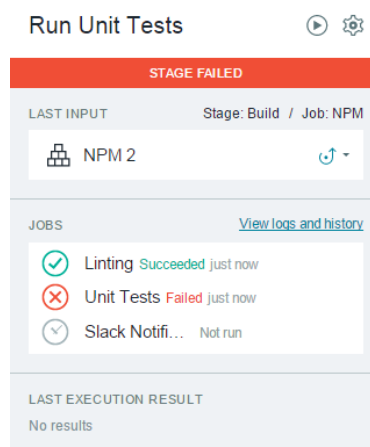 Run Unit Tests
STAGE FAILED
LAST INPUT Stage: Build / Job: NPM
NPM 2
JOBS View logs and history
Linting Succeeded just now
Unit Tests Failed just now
Slack Notifi... Not run
LAST EXECUTION RESULT
No results